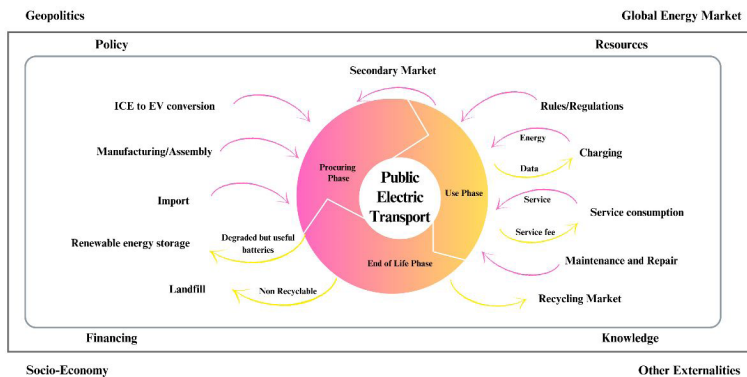 Geopolitics
Global Energy Market
Policy
Resources
Secondary Market
ICE to EV conversion
Rules/Regulations
Energy
Manufacturing/Assembly
Charging
Procuring
Phase
Data
Public
Electric
Transport
Use Phase
Import
Service
Service consumption
Renewable energy storage
Degraded but useful
batteries
Service fee
End of Life Phase
Maintenance and Repair
Landfill
Non Recyclable
Recycling Market
Financing
Knowledge
Socio-Economy
Other Externalities